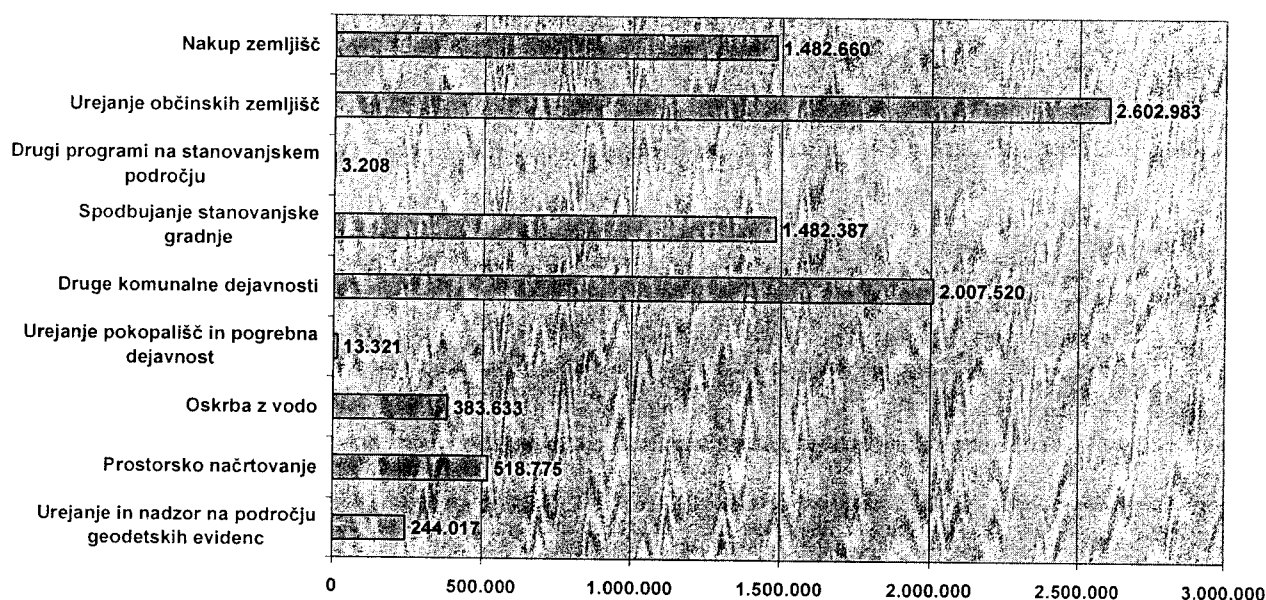 Nakup zemljišč
1.482.660
Urejanje občinskih zemljišč
2.602.983
Drugi programi na stanovanjskem
področju
3.208
Spodbujanje stanovanjske
gradnje
1.482.387
Druge komunalne dejavnosti
2.007.520
Urejanje pokopališč in pogrebna
dejavnost
13.321
Oskrba z vodo
383.633
Prostorsko načrtovanje
518.775
Urejanje in nadzor na področju
geodetskih evidenc
244.017
0 500.000 1.000.000 1.500.000 2.000.000 2.500.000 3.000.000